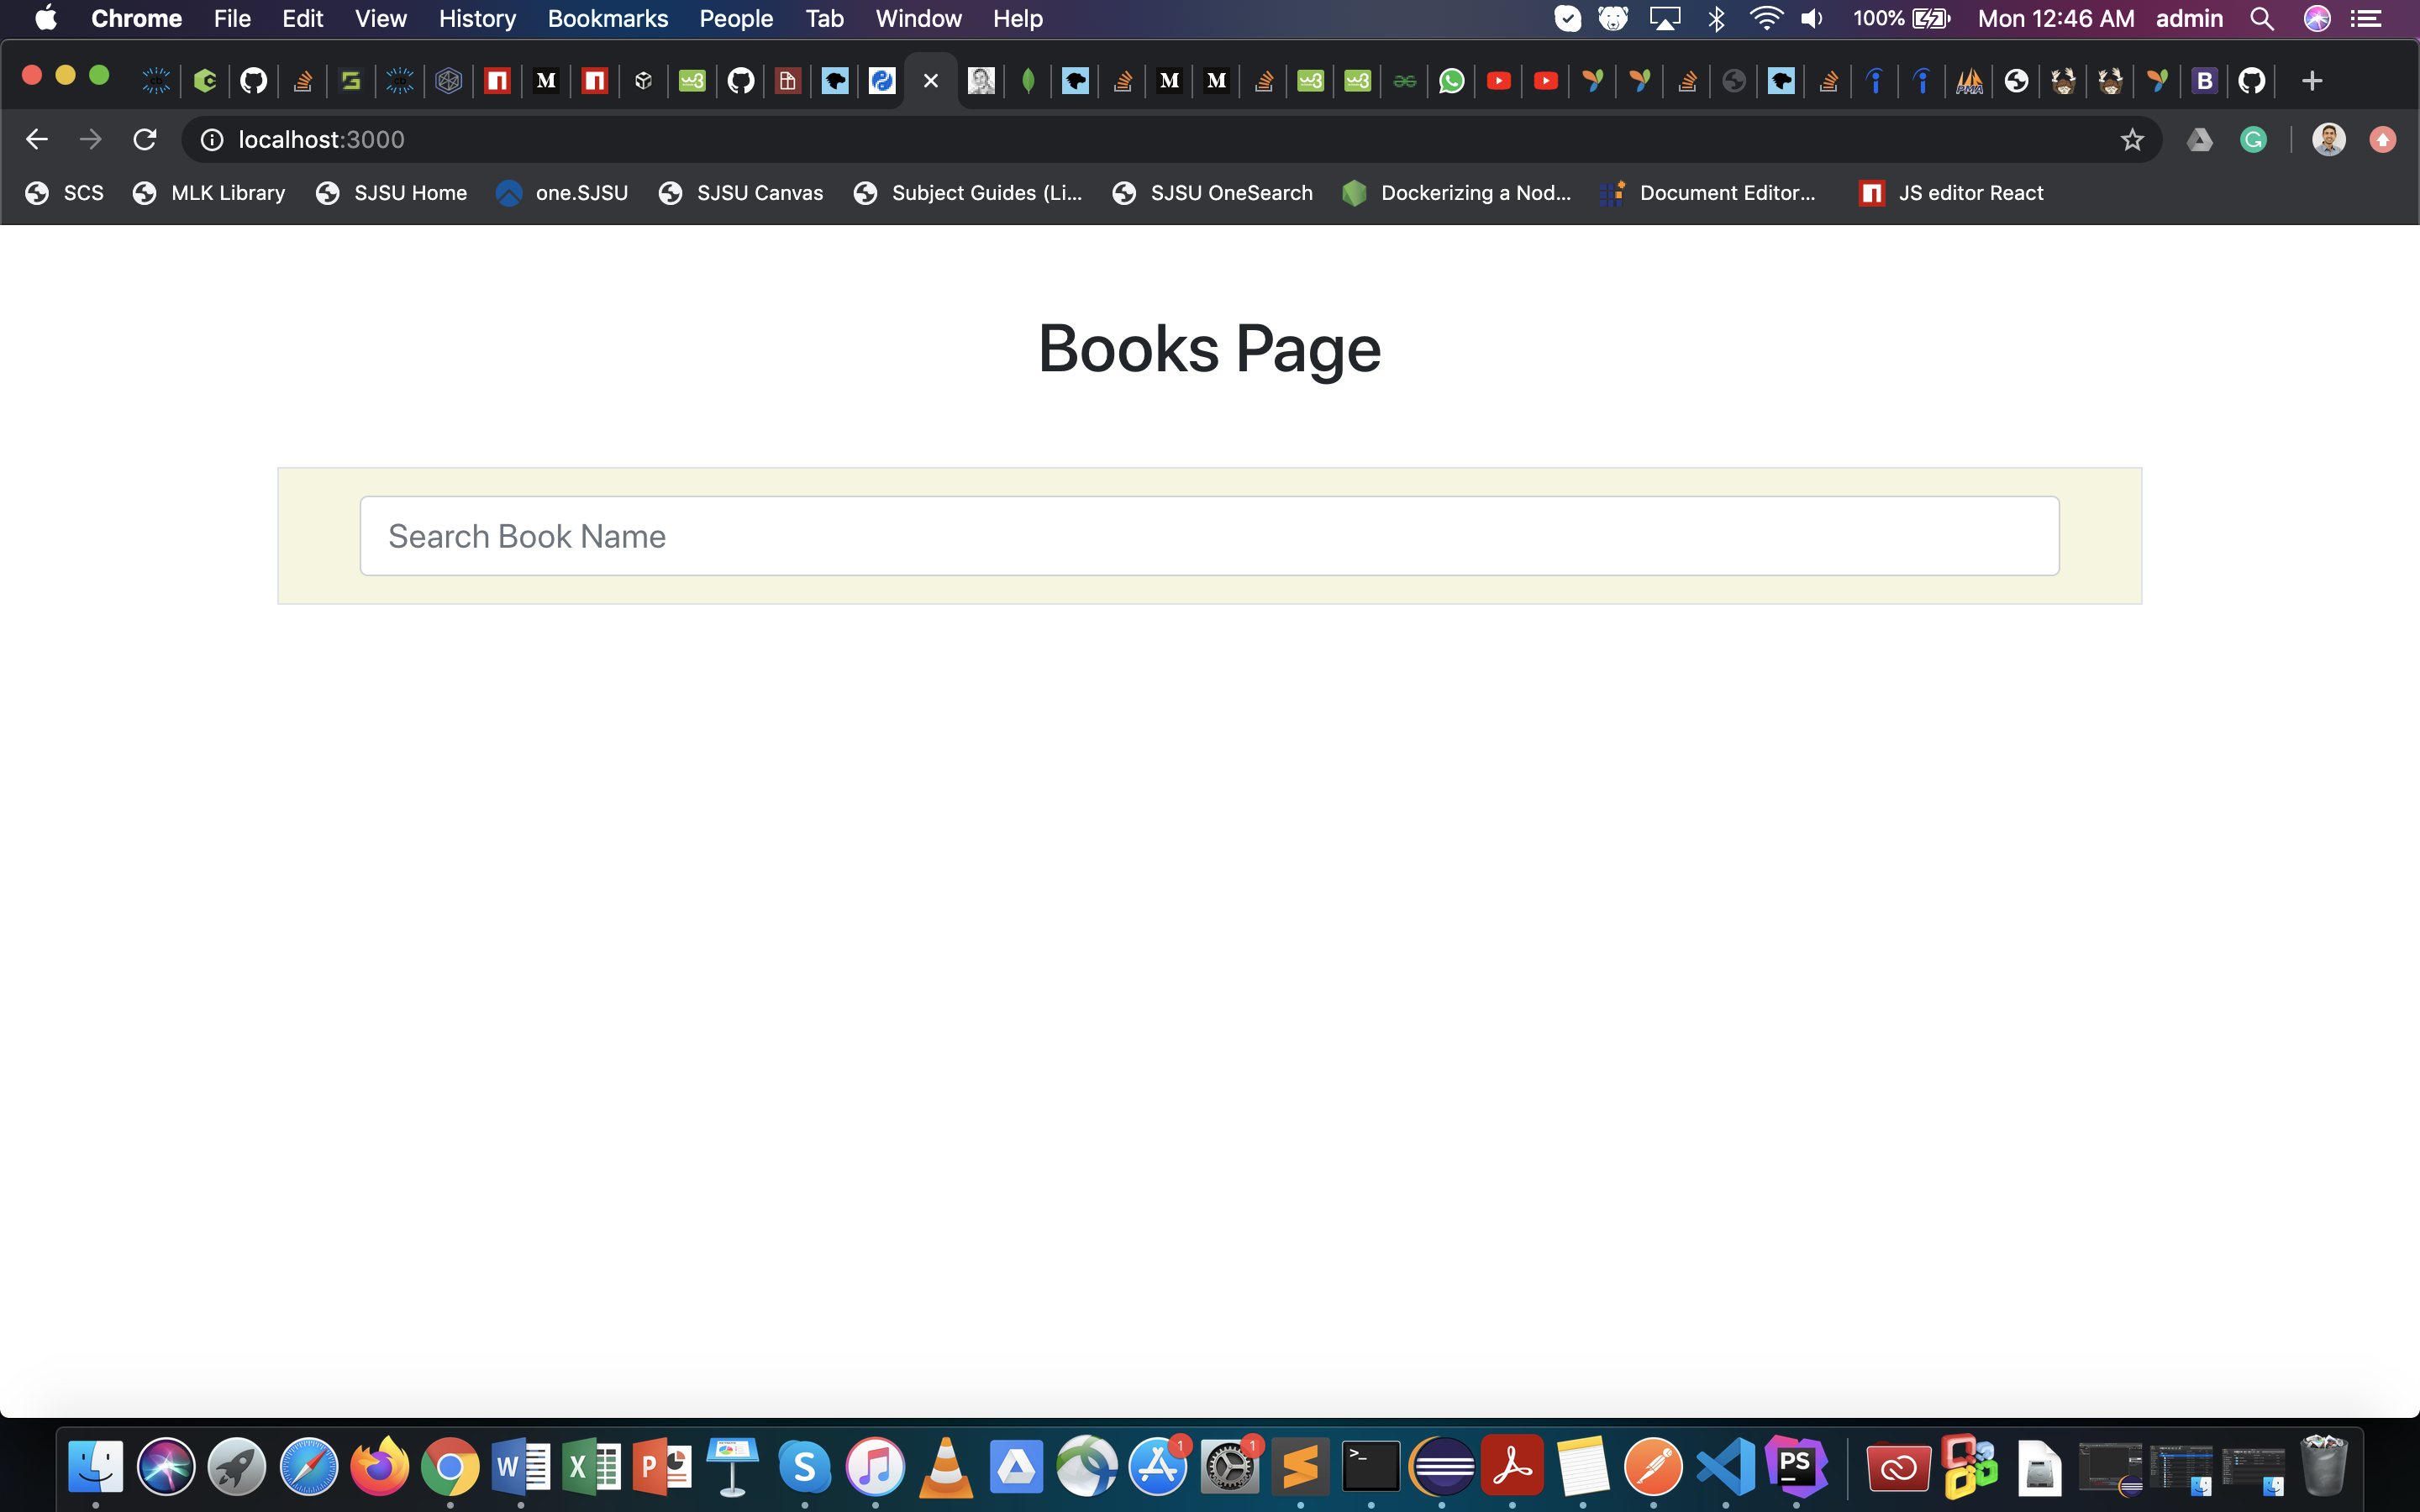 Chrome File Edit View History Bookmarks People Tab Window Help 100% Mon 12:46 AM admin
localhost:3000
SCS MLK Library SJSU Home one.SJSU SJSU Canvas Subject Guides (Li... SJSU OneSearch Dockerizing a Nod... Document Editor... JS editor React
Books Page
Search Book Name